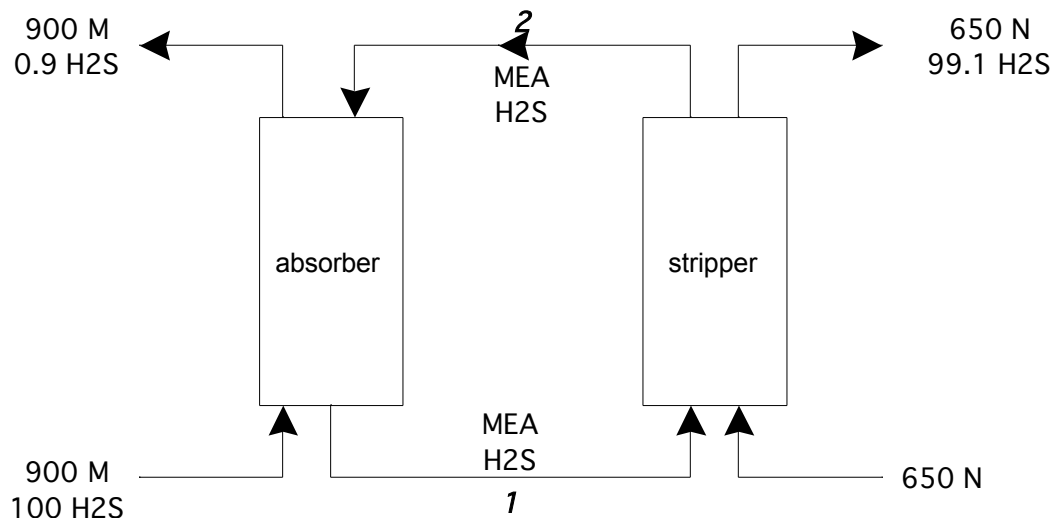 900 M
0.9 H2S
2
MEA
H2S
650 N
99.1 H2S
absorber
stripper
900 M
100 H2S
MEA
H2S
1
650 N